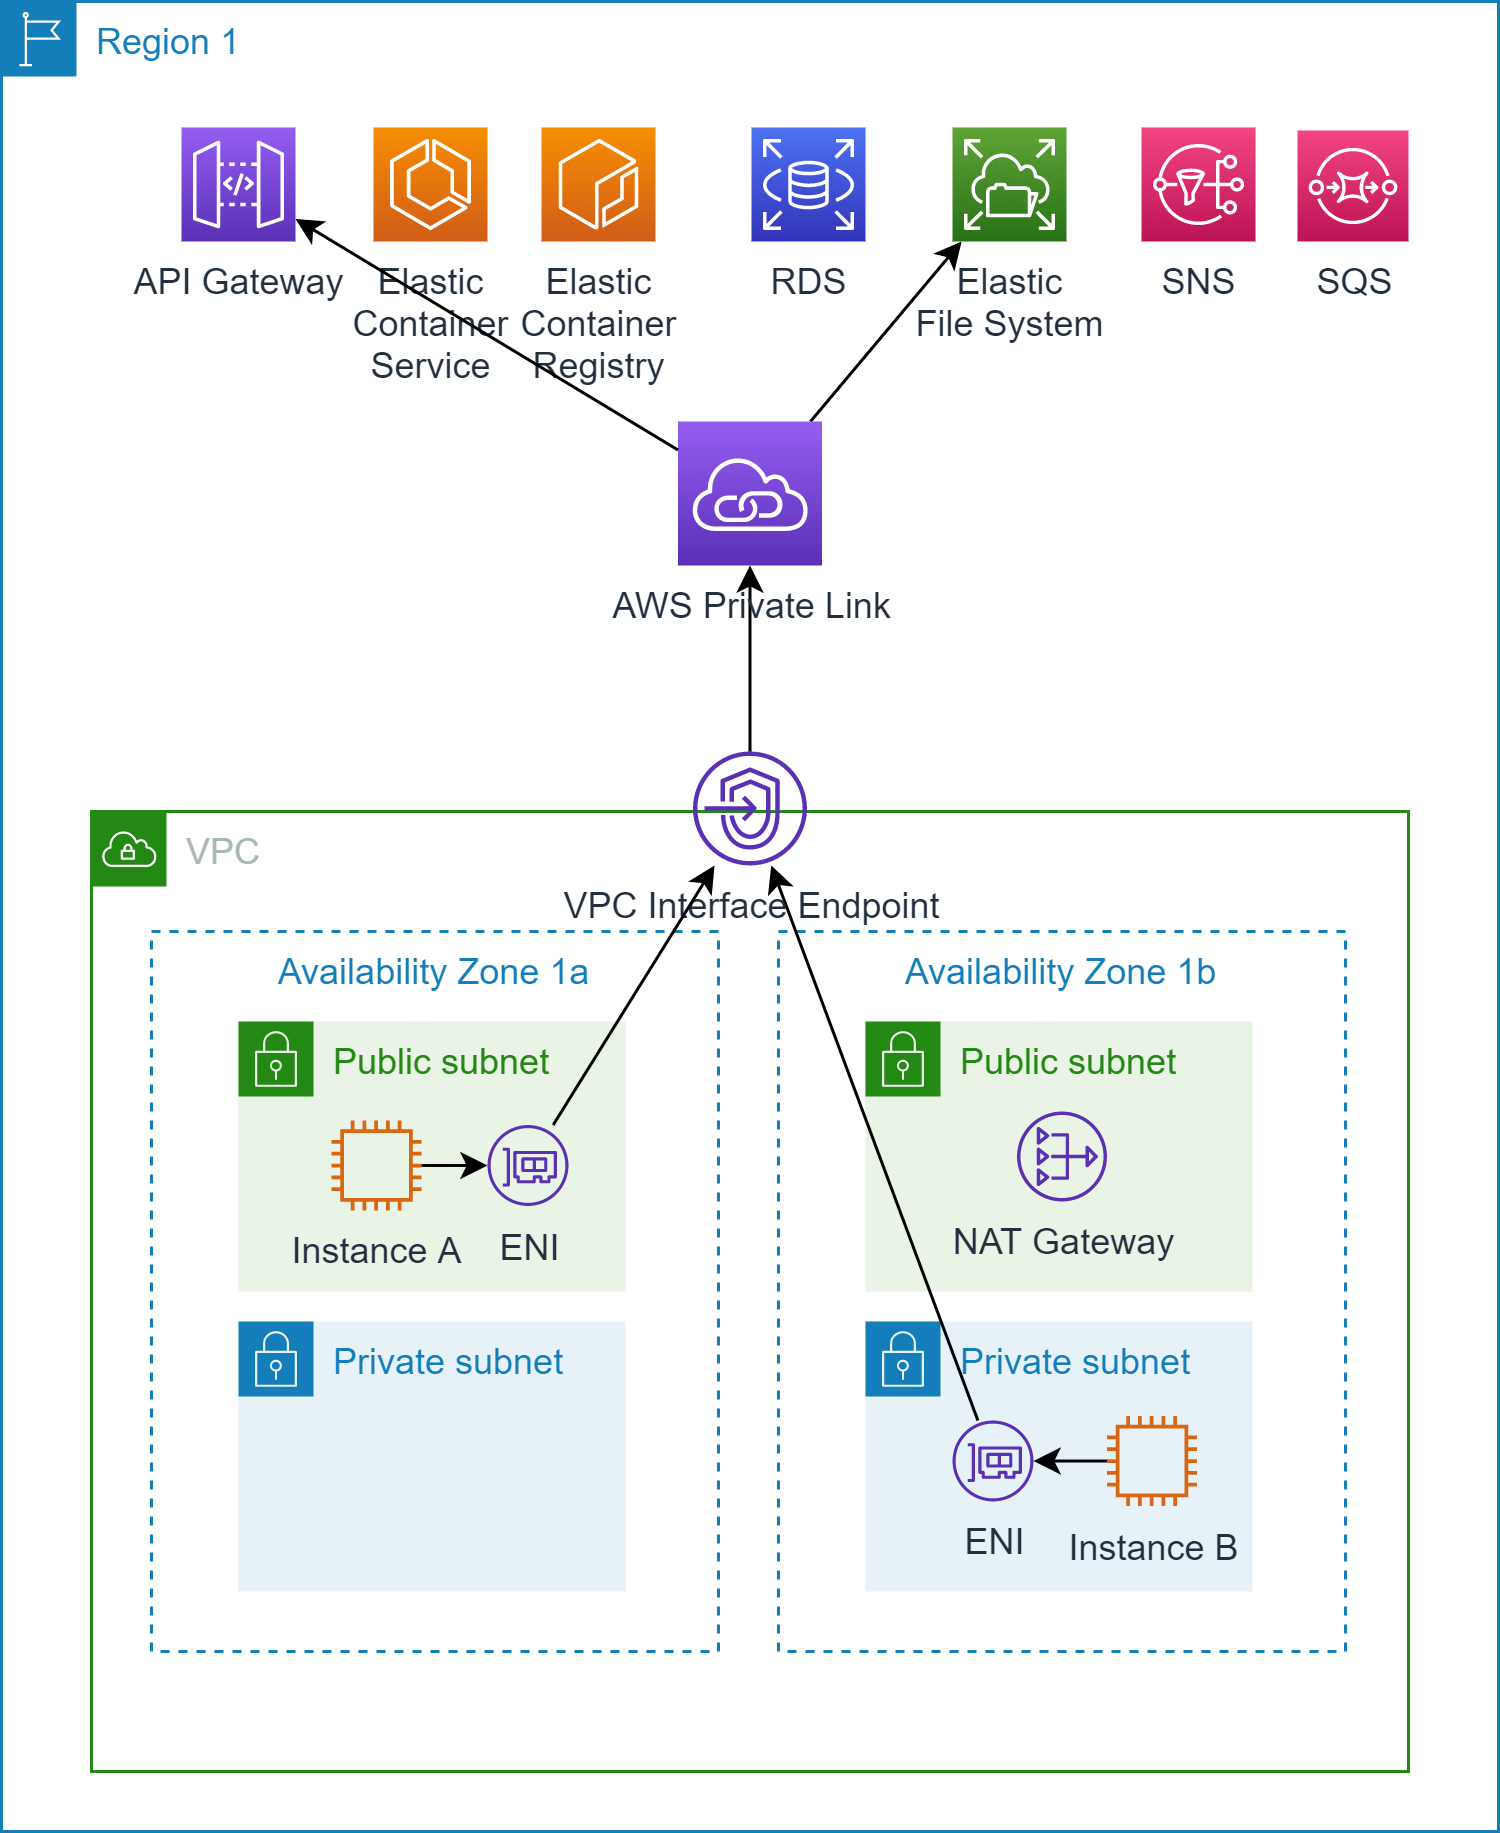 Region 1
API Gateway
Elastic
Container
Service
Elastic
Container
Registry
RDS
Elastic
File System
SNS
SQS
AWS Private Link
VPC
VPC Interface Endpoint
Availability Zone 1a
Public subnet
Instance A
ENI
Private subnet
Availability Zone 1b
Public subnet
NAT Gateway
Private subnet
ENI
Instance B